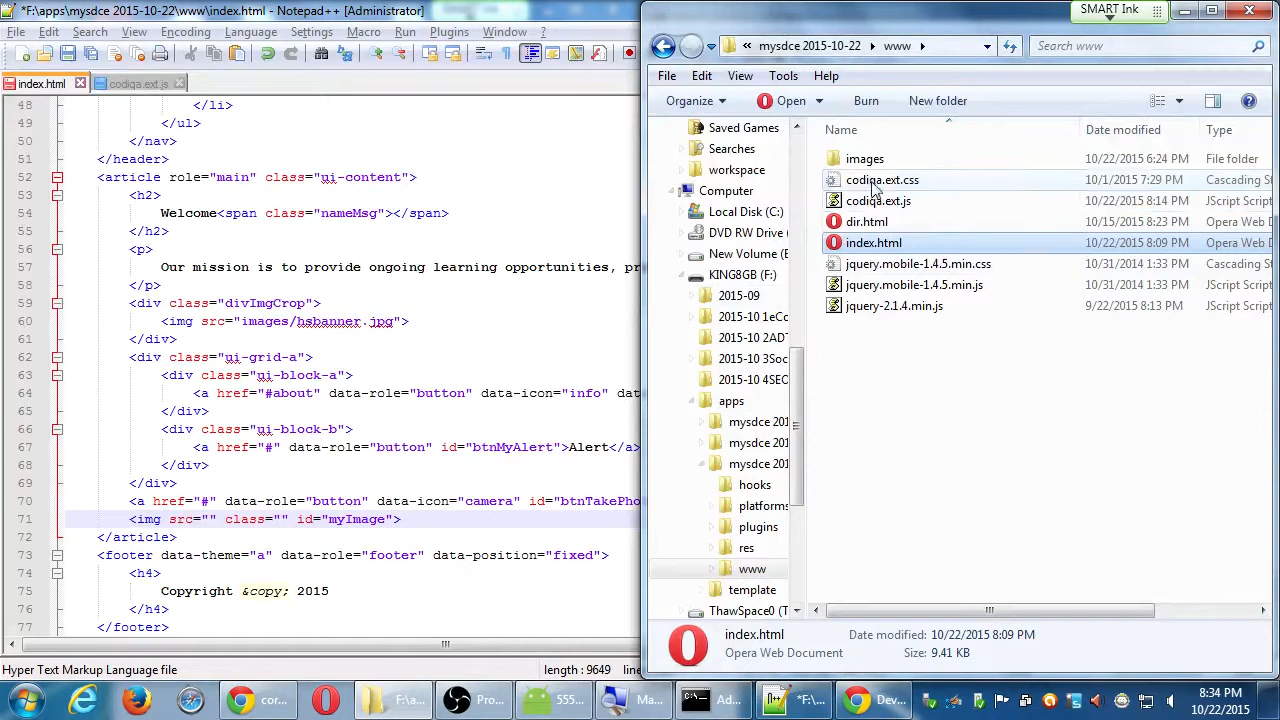 *F:\apps\mysdce 2015-10-22\www\index.html - Notepad++ [Administrator]
File Edit Search View Encoding Language Settings Macro Run Plugins Window
index.html codiqa.ext.js
48 </li>
49 </ul>
50 </nav>
51 </header>
52 <article role="main" class="ui-content">
53 <h2>
54 Welcome<span class="nameMsg"></span>
55 </h2>
56 <p>
57 Our mission is to provide ongoing learning opportunities, pr
58 </p>
59 <div class="divImgCrop">
60 <img src="images/hsbanner.jpg">
61 </div>
62 <div class="ui-grid-a">
63 <div class="ui-block-a">
64 <a href="#about" data-role="button" data-icon="info" dat
65 </div>
66 <div class="ui-block-b">
67 <a href="#" data-role="button" id="btnMyAlert">Alert</a>
68 </div>
69 </div>
70 <a href="#" data-role="button" data-icon="camera" id="btnTakePho
71 <img src="" class="" id="myImage">
72 </article>
73 <footer data-theme="a" data-role="footer" data-position="fixed">
74 <h4>
75 Copyright &copy; 2015
76 </h4>
77 </footer>
Hyper Text Markup Language file length : 9649 line
SMART Ink
« mysdce 2015-10-22 www Search www
File Edit View Tools Help
Organize Open Burn New folder
Name Date modified Type
images 10/22/2015 6:24 PM File folder
codiqa.ext.css 10/1/2015 7:29 PM Cascading St
codiqa.ext.js 10/22/2015 8:14 PM JScript Script
dir.html 10/15/2015 8:23 PM Opera Web D
index.html 10/22/2015 8:09 PM Opera Web D
jquery.mobile-1.4.5.min.css 10/31/2014 1:33 PM Cascading St
jquery.mobile-1.4.5.min.js 10/31/2014 1:33 PM JScript Script
jquery-2.1.4.min.js 9/22/2015 8:13 PM JScript Script
Saved Games
Searches
workspace
Computer
Local Disk (C:)
DVD RW Drive (
New Volume (E
KING8GB (F:)
2015-09
2015-10 1eCo
2015-10 2ADT
2015-10 3Soc
2015-10 4SEC
apps
mysdce 201
mysdce 201
mysdce 201
hooks
platforms
plugins
res
www
template
ThawSpace0 (T
index.html Date modified: 10/22/2015 8:09 PM
Opera Web Document Size: 9.41 KB
cor... F:\a... Pro... 555... Ma... Ad... *F:\... Dev...
8:34 PM
10/22/2015